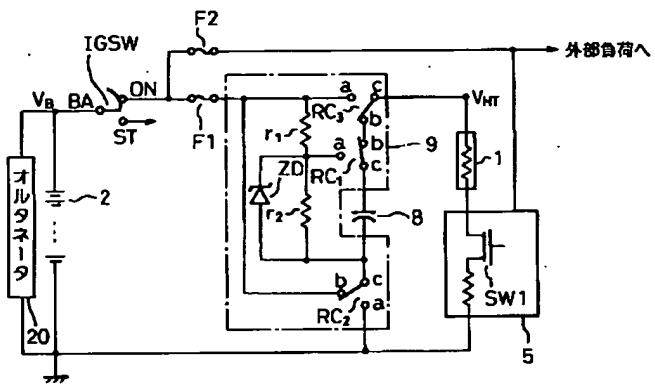 F2
IGSW
外部負荷へ
VB BA ON
ST
F1
a c VHT
RC3
b
r1
a b 9
RC1
c
ZD
r2
1
2
8
オルタネータ
b c
a
RC2
SW1
20
5